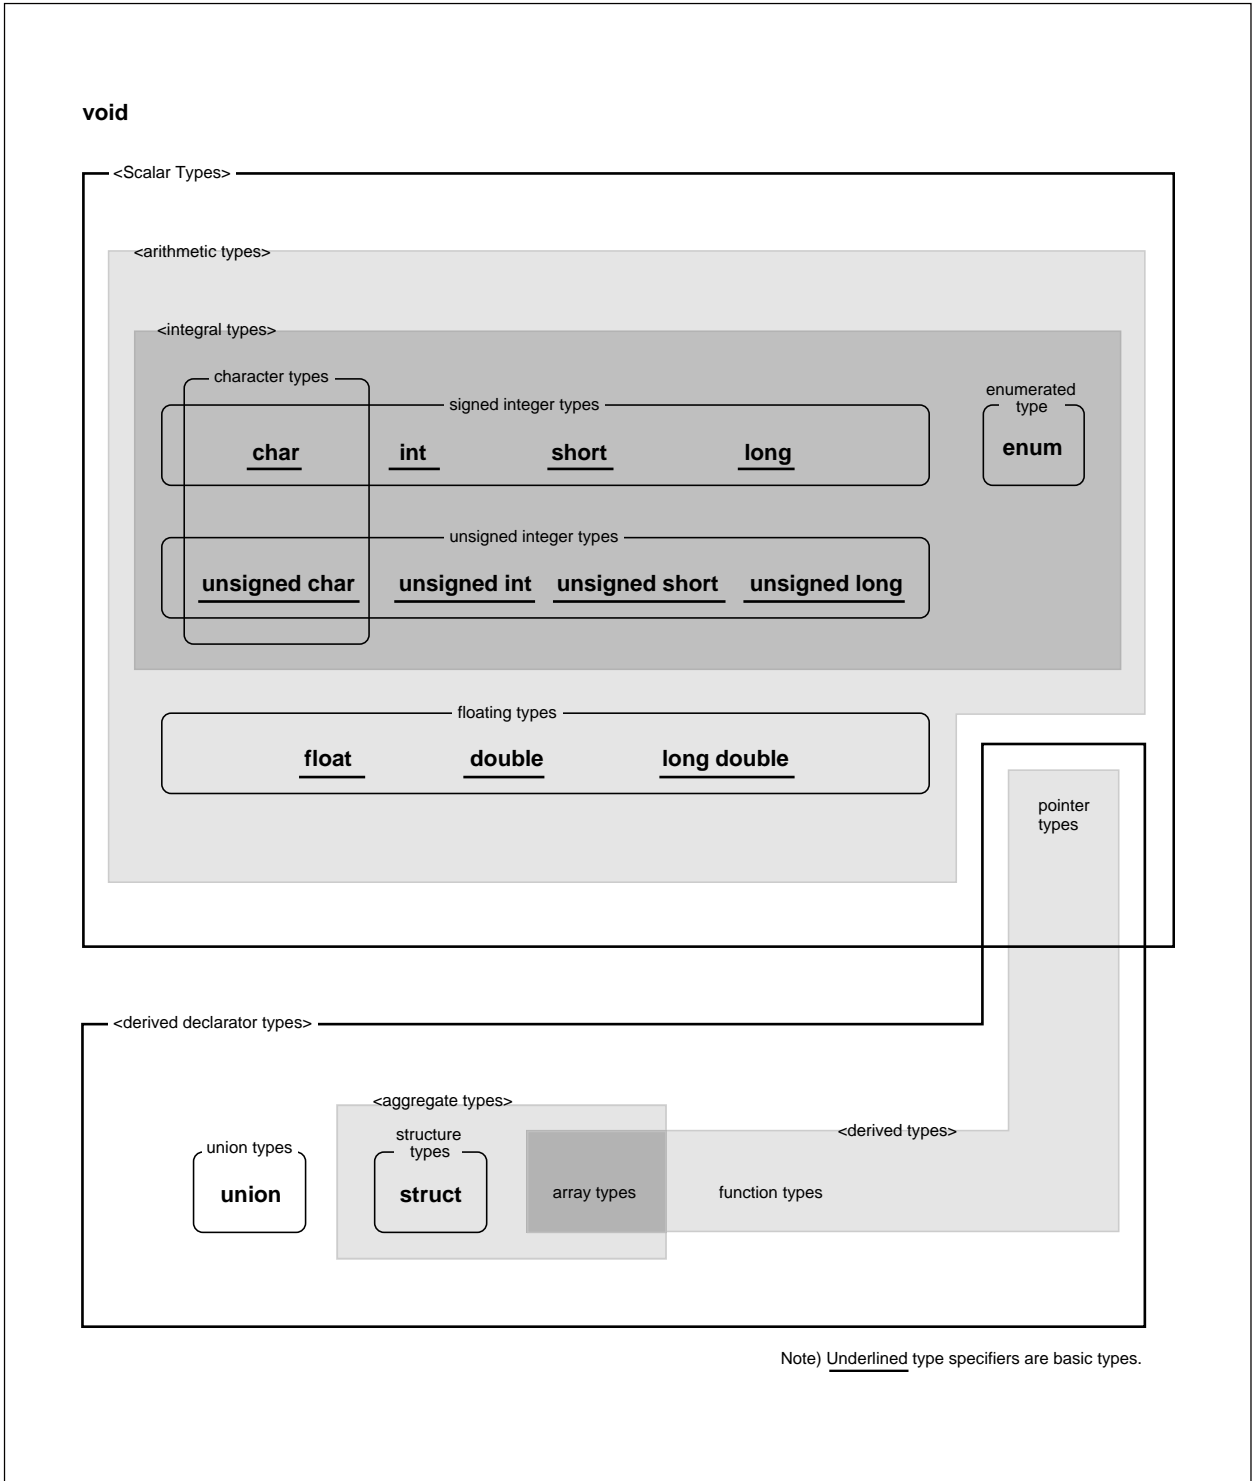 void
<Scalar Types>
<arithmetic types>
<integral types>
character types
enumerated
type
signed integer types
char int short long enum
unsigned integer types
unsigned char unsigned int unsigned short unsigned long
floating types
float double long double
pointer
types
<derived declarator types>
<aggregate types>
<derived types>
union types
structure
types
union struct array types function types
Note) Underlined type specifiers are basic types.